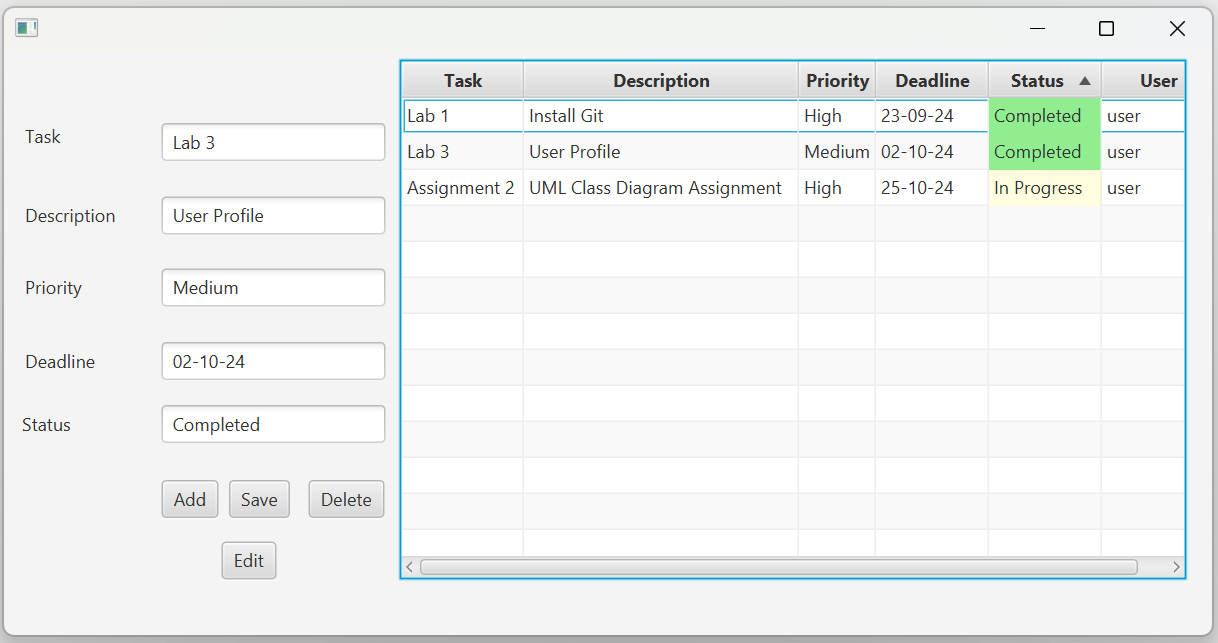 Task Lab 3
Description User Profile
Priority Medium
Deadline 02-10-24
Status Completed
Add Save Delete
Edit
Task Description Priority Deadline Status User
Lab 1 Install Git High 23-09-24 Completed user
Lab 3 User Profile Medium 02-10-24 Completed user
Assignment 2 UML Class Diagram Assignment High 25-10-24 In Progress user